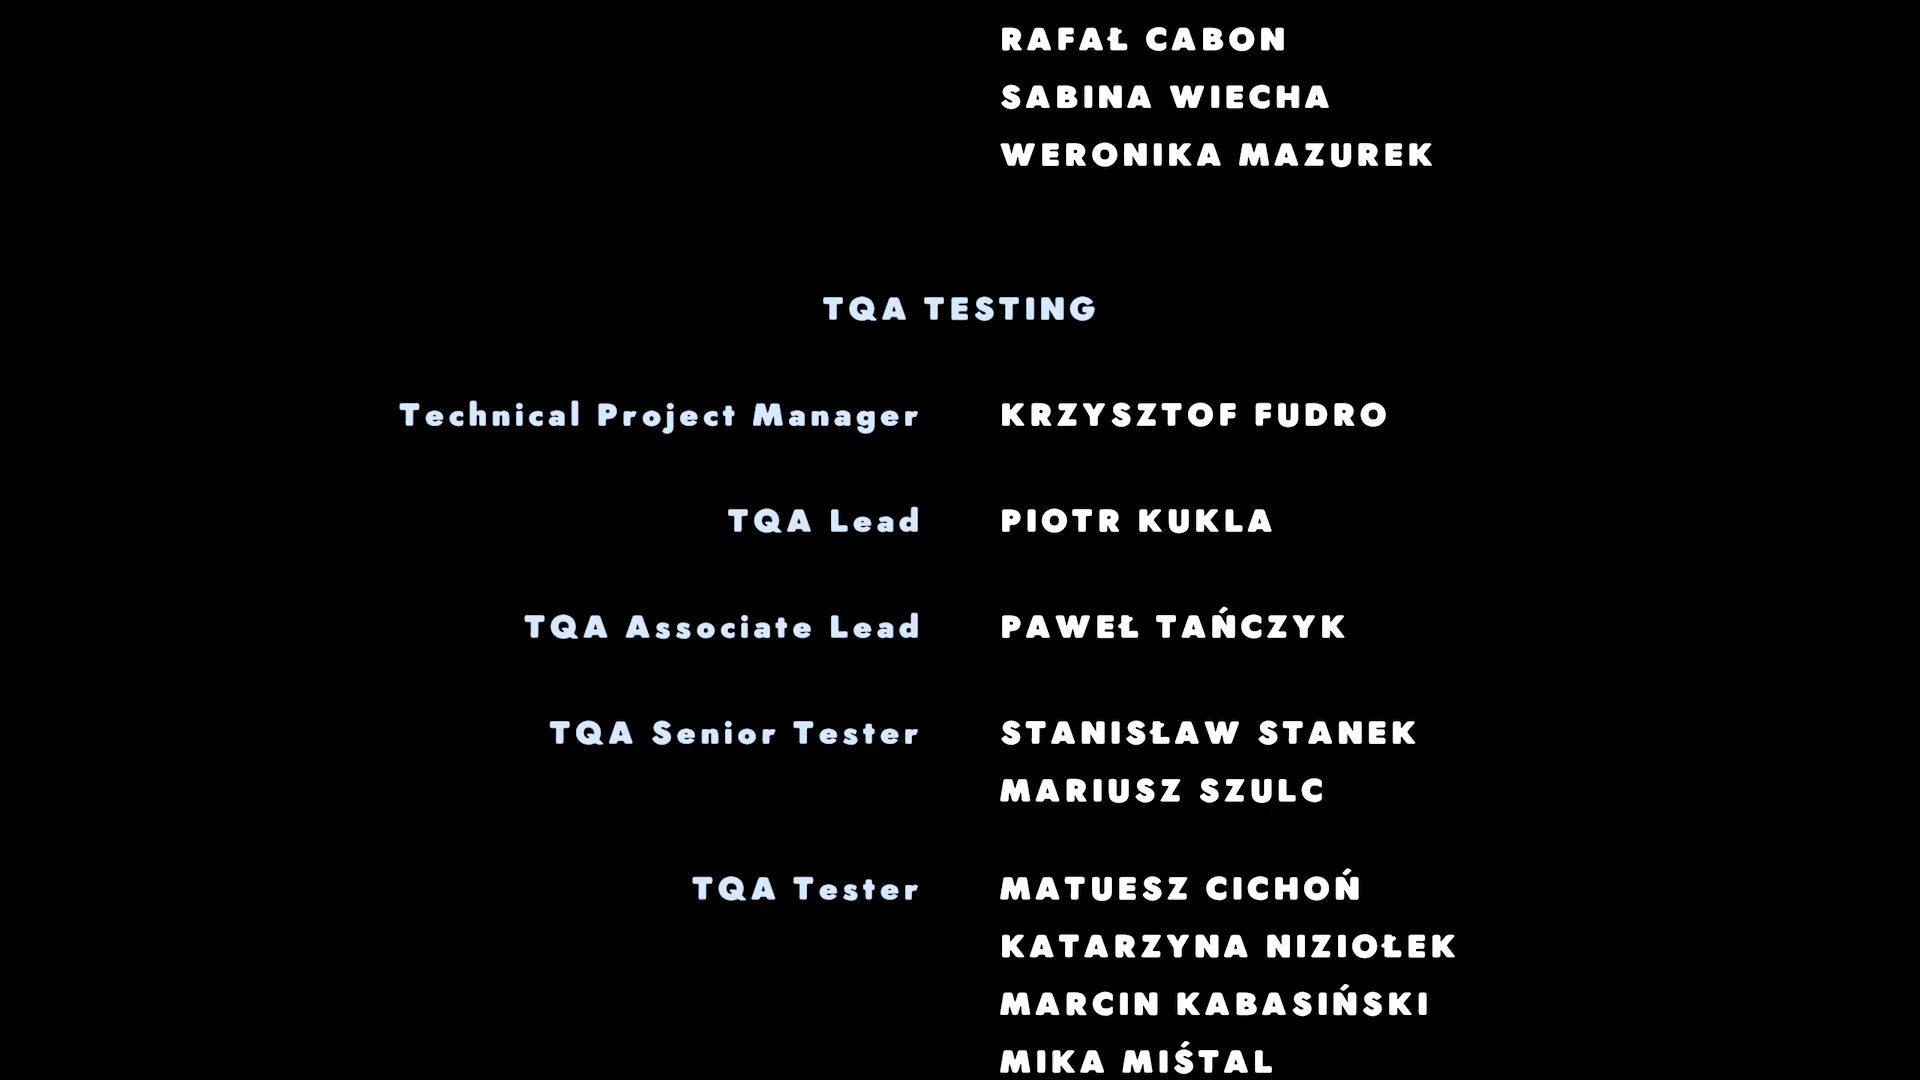 RAFAŁ CABON
SABINA WIECHA
WERONIKA MAZUREK
TQA TESTING
Technical Project Manager KRZYSZTOF FUDRO
TQA Lead PIOTR KUKLA
TQA Associate Lead PAWEŁ TAŃCZYK
TQA Senior Tester STANISŁAW STANEK
MARIUSZ SZULC
TQA Tester MATUESZ CICHOŃ
KATARZYNA NIZIOŁEK
MARCIN KABASIŃSKI
MIKA MIŚTAL